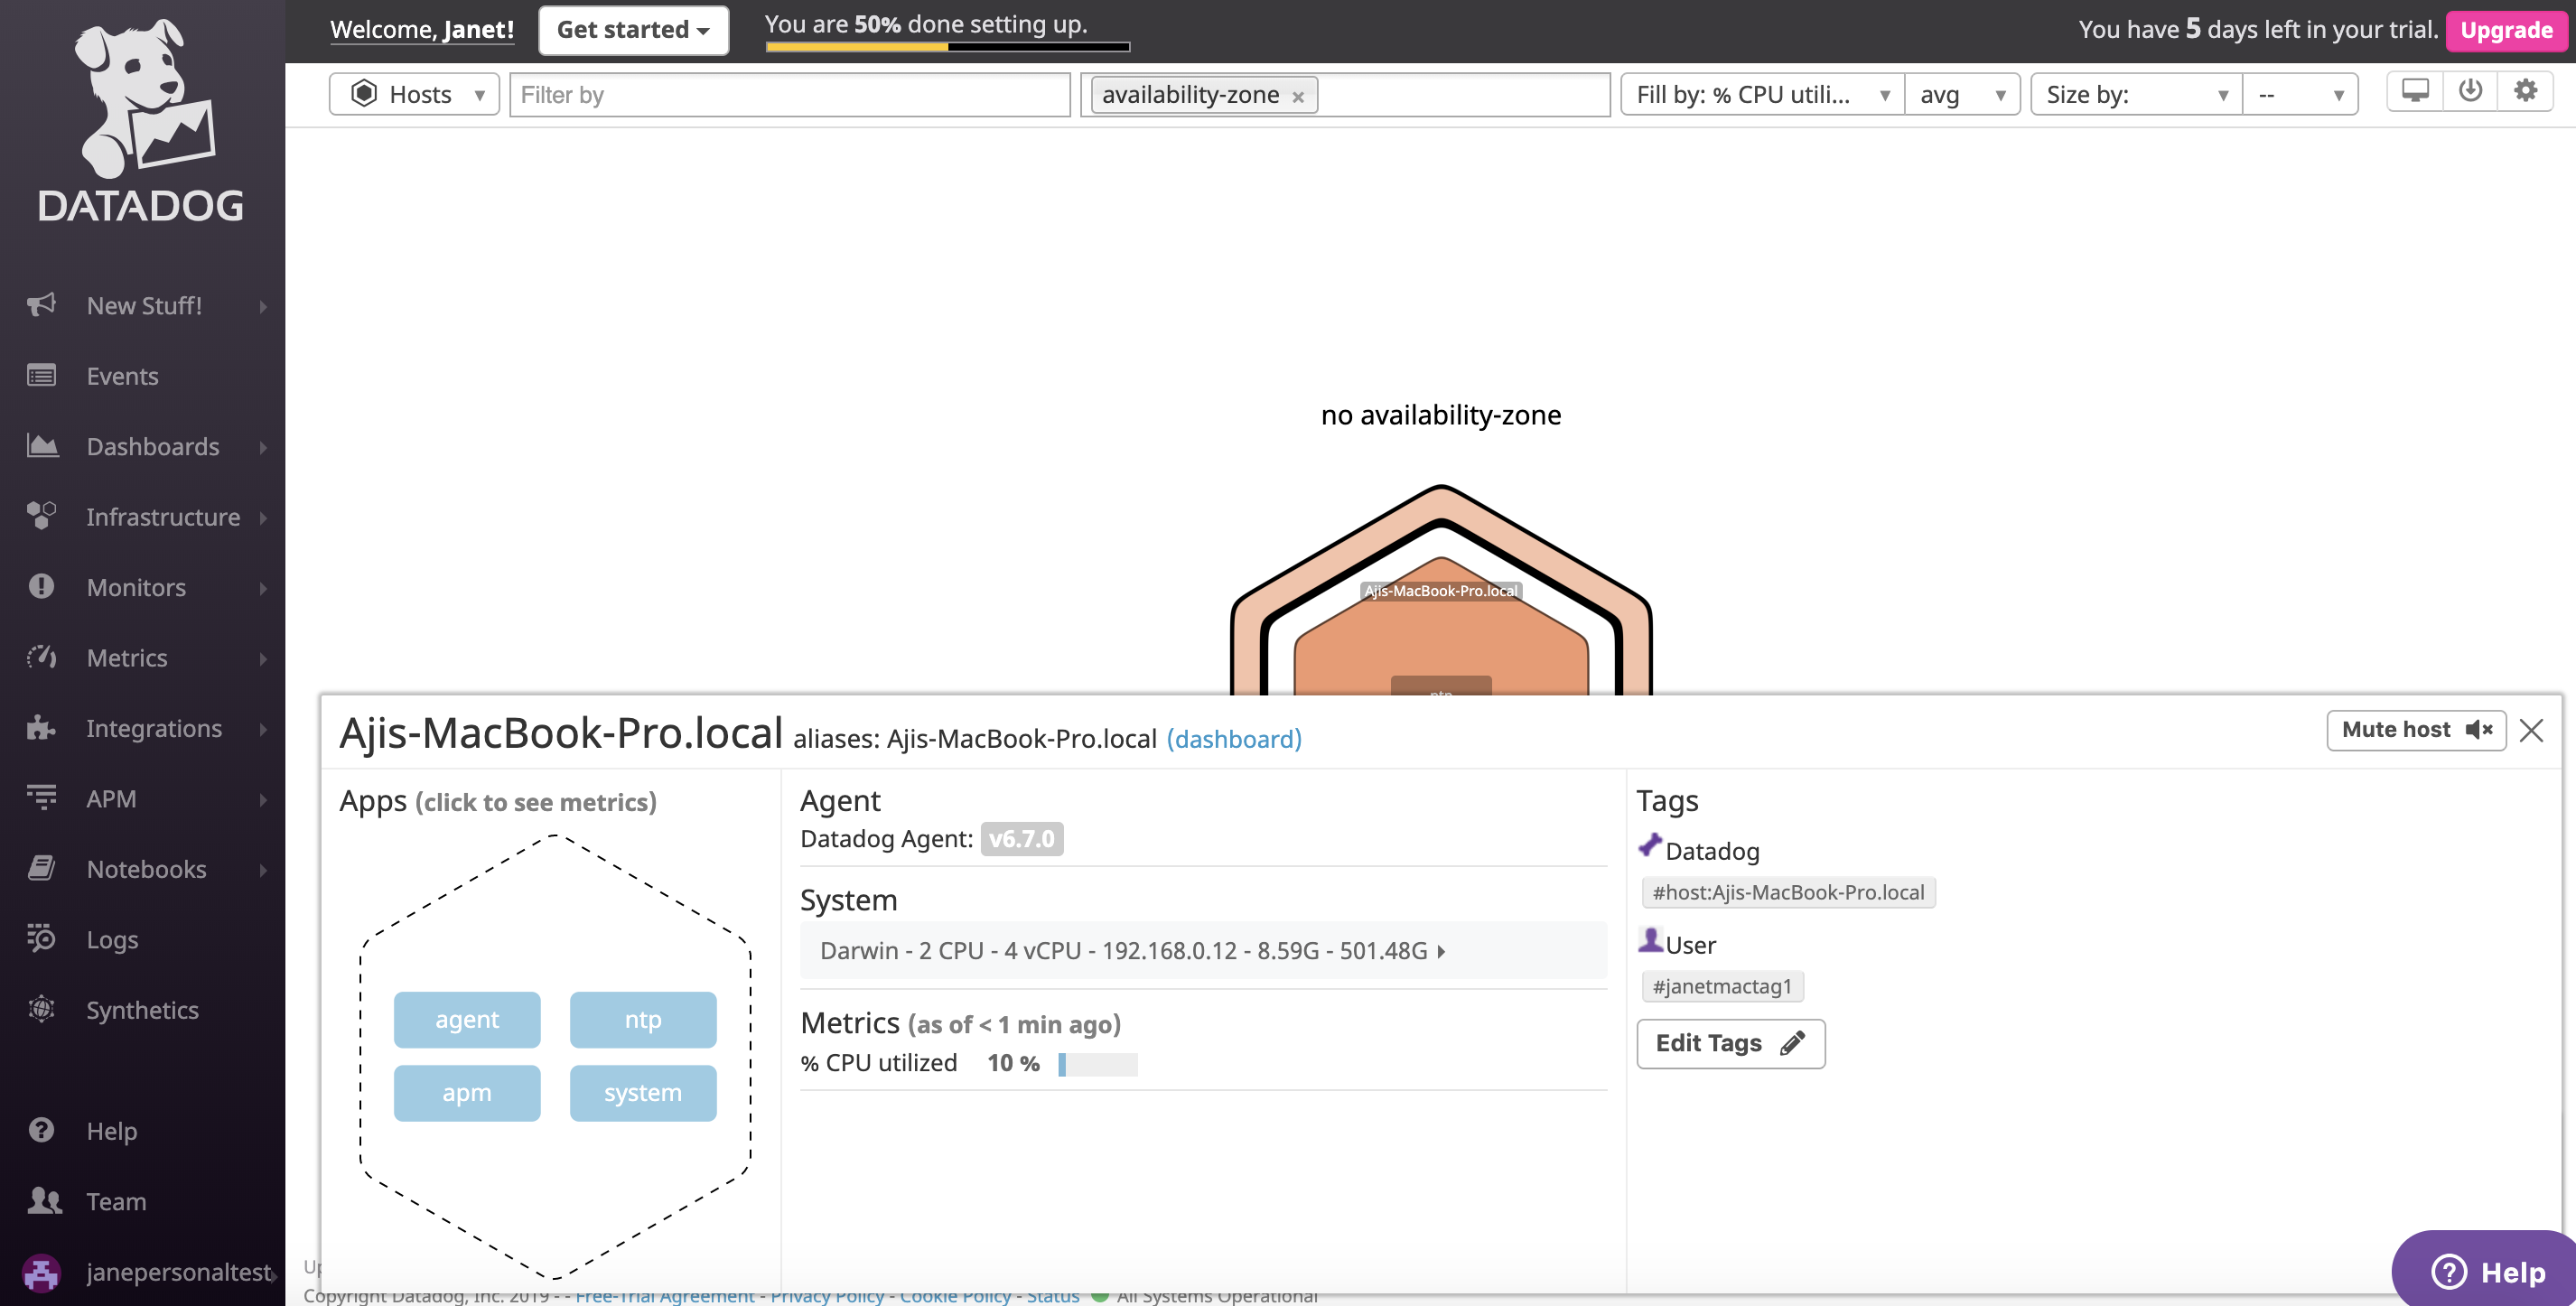 DATADOG
New Stuff!
Events
Dashboards
Infrastructure
Monitors
Metrics
Integrations
APM
Notebooks
Logs
Synthetics
Help
Team
janepersonaltest
Welcome, Janet! Get started You are 50% done setting up. You have 5 days left in your trial. Upgrade
Hosts Filter by availability-zone × Fill by: % CPU utili... avg Size by: --
no availability-zone
Ajis-MacBook-Pro.local
ntp
Ajis-MacBook-Pro.local aliases: Ajis-MacBook-Pro.local (dashboard) Mute host
Apps (click to see metrics)
agent ntp
apm system
Agent
Datadog Agent: v6.7.0
System
Darwin - 2 CPU - 4 vCPU - 192.168.0.12 - 8.59G - 501.48G
Metrics (as of < 1 min ago)
% CPU utilized 10 %
Tags
Datadog
#host:Ajis-MacBook-Pro.local
User
#janetmactag1
Edit Tags
Copyright Datadog, Inc. 2019 - - Free-Trial Agreement - Privacy Policy - Cookie Policy - Status All Systems Operational
Help